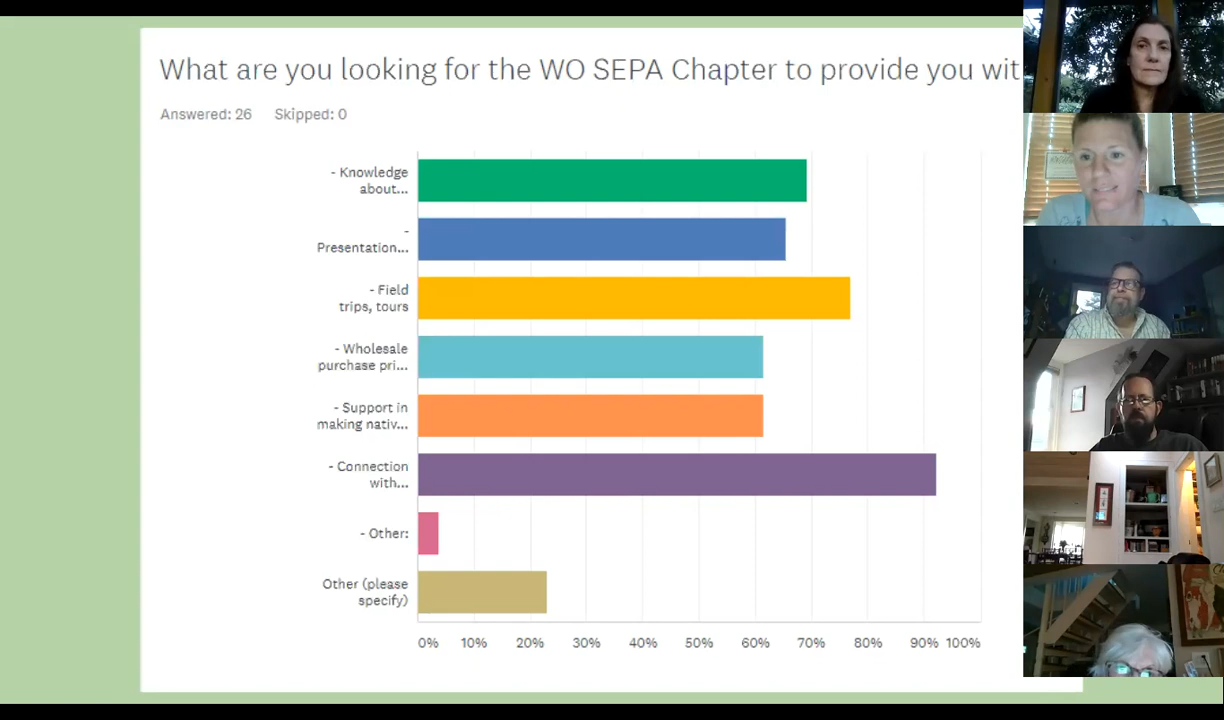 What are you looking for the WO SEPA Chapter to provide you wit
Answered: 26 Skipped: 0
- Knowledge
about...
-
Presentation...
- Field
trips, tours
- Wholesale
purchase pri...
- Support in
making nativ...
- Connection
with...
- Other:
Other (please
specify)
0% 10% 20% 30% 40% 50% 60% 70% 80% 90% 100%